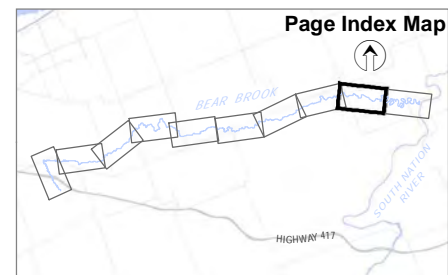 Page Index Map
BEAR BROOK
SOUTH NATION
RIVER
HIGHWAY 417